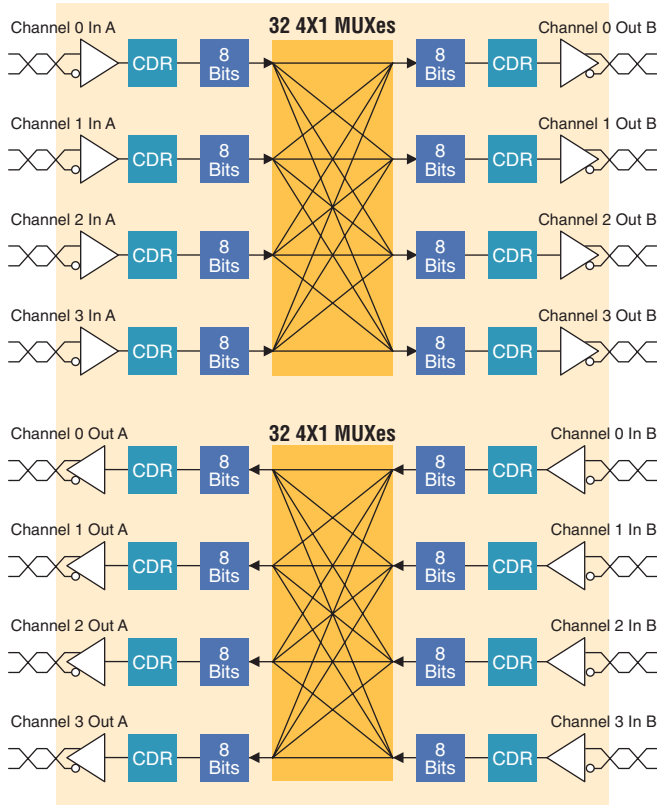 32 4X1 MUXes
Channel 0 In A
Channel 0 Out B
CDR
8
Bits
8
Bits
CDR
Channel 1 In A
Channel 1 Out B
CDR
8
Bits
8
Bits
CDR
Channel 2 In A
Channel 2 Out B
CDR
8
Bits
8
Bits
CDR
Channel 3 In A
Channel 3 Out B
CDR
8
Bits
8
Bits
CDR
32 4X1 MUXes
Channel 0 Out A
Channel 0 In B
CDR
8
Bits
8
Bits
CDR
Channel 1 Out A
Channel 1 In B
CDR
8
Bits
8
Bits
CDR
Channel 2 Out A
Channel 2 In B
CDR
8
Bits
8
Bits
CDR
Channel 3 Out A
Channel 3 In B
CDR
8
Bits
8
Bits
CDR